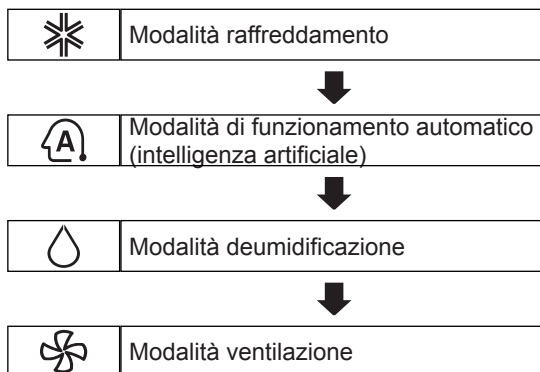 Modalità raffreddamento
A
Modalità di funzionamento automatico
(intelligenza artificiale)
Modalità deumidificazione
Modalità ventilazione